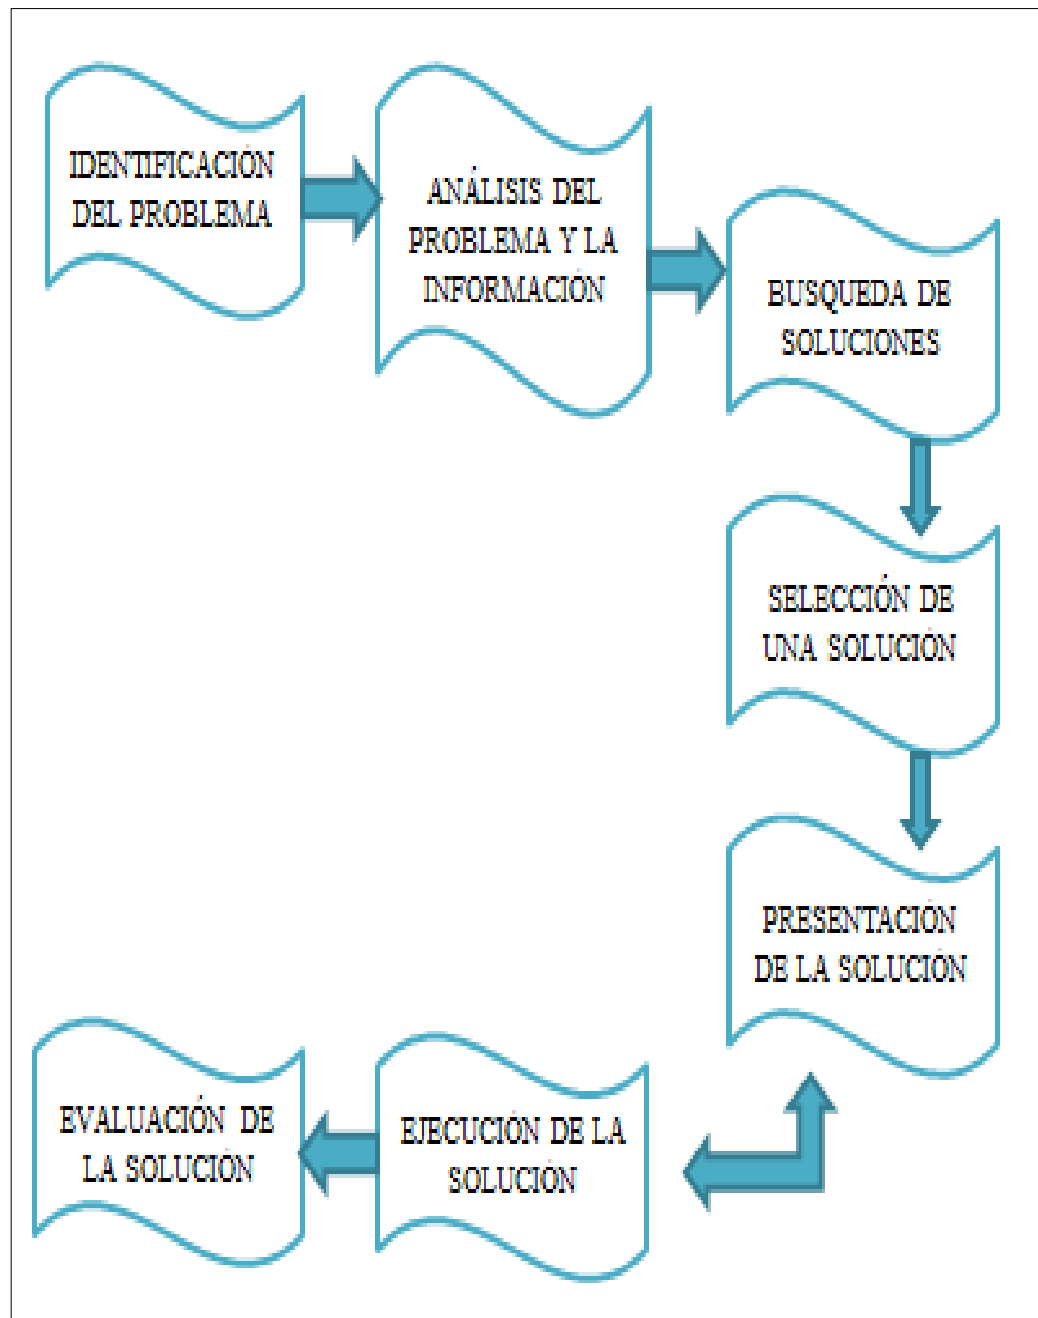 IDENTIFICACIÓN
DEL PROBLEMA
ANÁLISIS DEL
PROBLEMA Y LA
INFORMACIÓN
BUSQUEDA DE
SOLUCIONES
SELECCIÓN DE
UNA SOLUCIÓN
PRESENTACIÓN
DE LA SOLUCIÓN
EJECUCIÓN DE LA
SOLUCIÓN
EVALUACIÓN DE
LA SOLUCIÓN